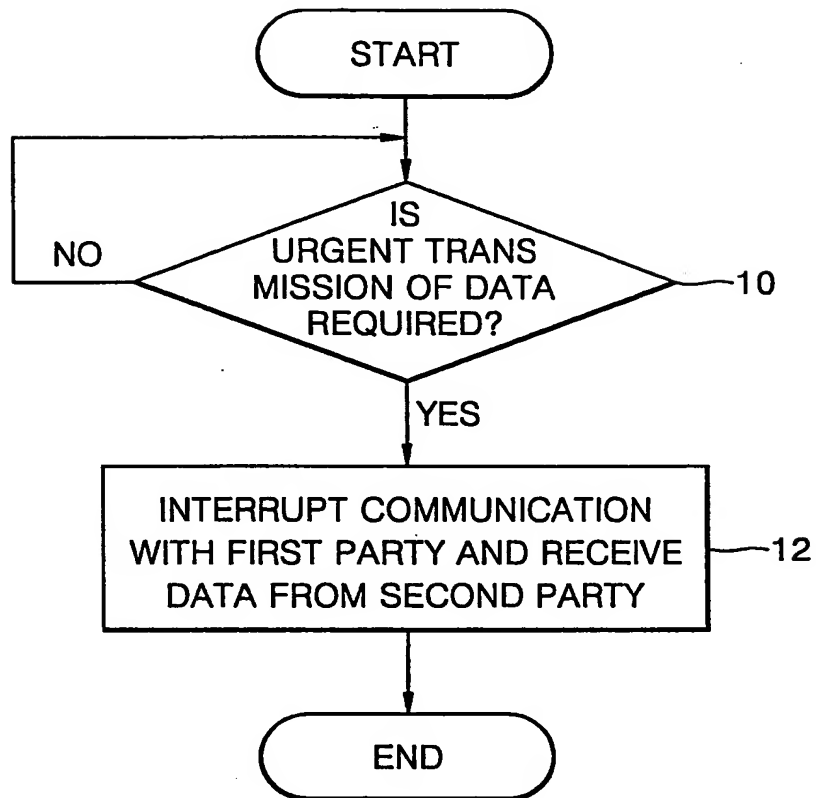 START
IS
URGENT TRANS
MISSION OF DATA
REQUIRED?
NO
10
YES
INTERRUPT COMMUNICATION
WITH FIRST PARTY AND RECEIVE
DATA FROM SECOND PARTY
12
END